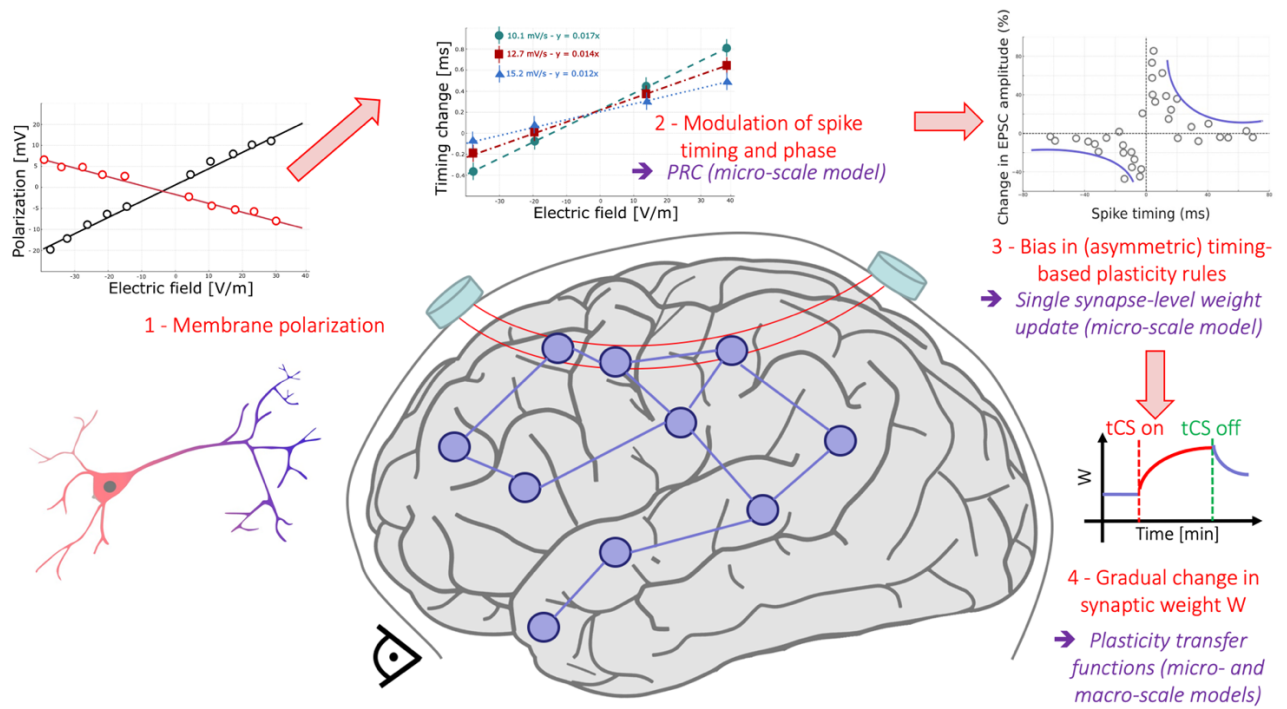 Polarization [mV]
20
10
5
0
-5
-10
- 20
-30
-20
-10
0
10
20
30
40
Electric field [V/m]
1 - Membrane polarization
Timing change [ms]
0.8
0.6
0.4
0.2
0
0.2
0.4
10.1 mV/s - y = 0.017x
12.7 mV/s - y = 0.014x
15.2 mV/s - y = 0.012x
-30
-20
-10
0
10
20
30
40
Electric field [V/m]
2 - Modulation of spike
timing and phase
➔ PRC (micro-scale model)
Change in EPSC amplitude (%)
80
40
0
-40
-80
-40
0
40
80
Spike timing (ms)
3 - Bias in (asymmetric) timing-
based plasticity rules
➔ Single synapse-level weight
update (micro-scale model)
tCS on tCS off
W
Time [min]
4 - Gradual change in
synaptic weight W
➔ Plasticity transfer
functions (micro- and
macro-scale models)